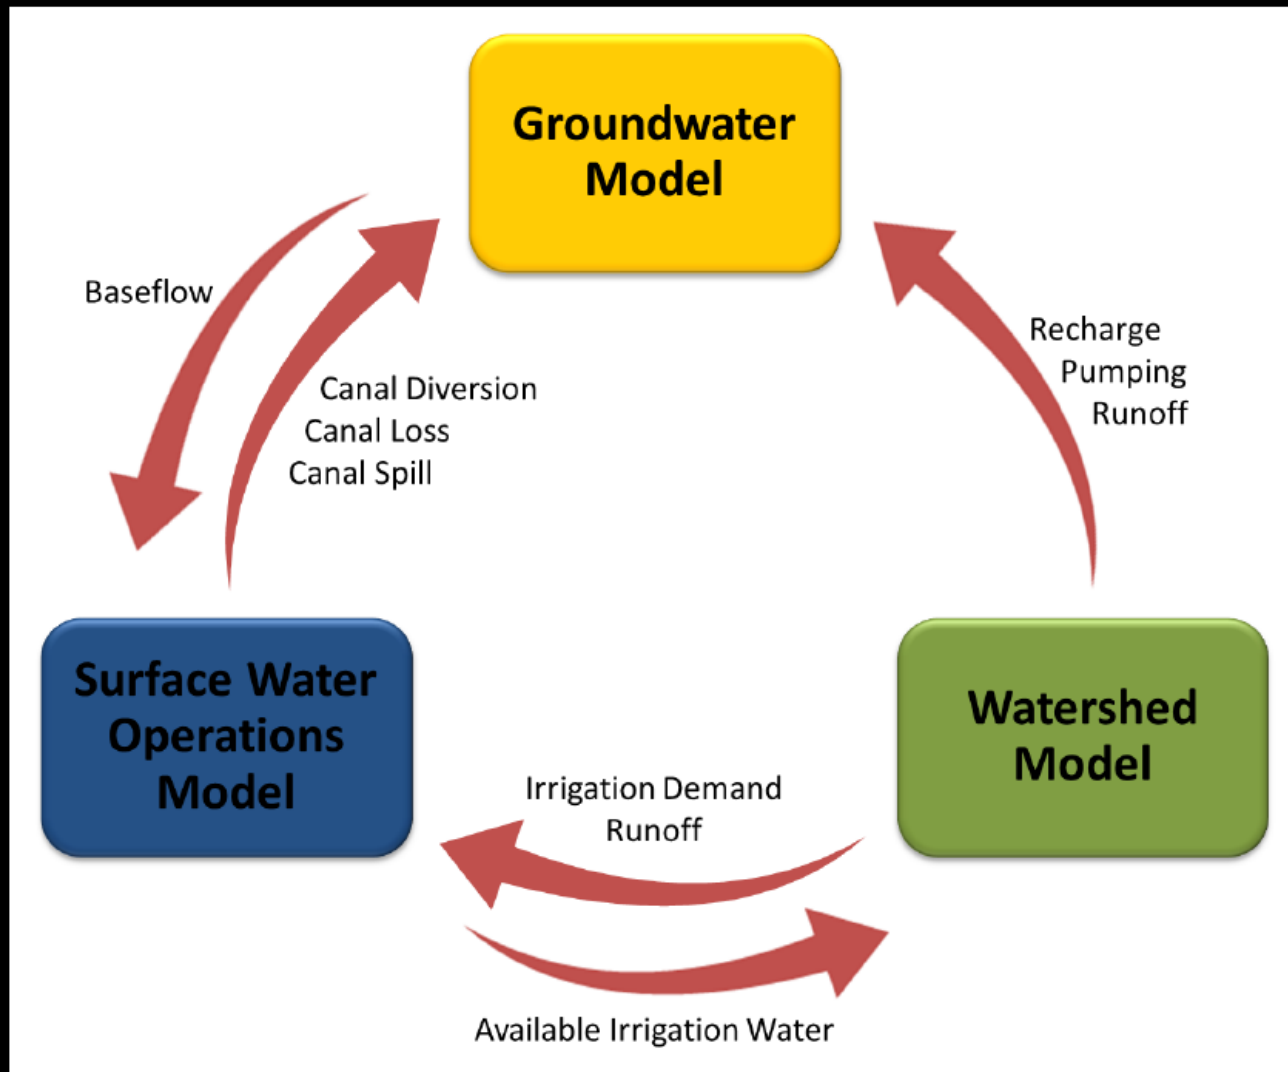 Groundwater
Model
Baseflow
Canal Diversion
Canal Loss
Canal Spill
Recharge
Pumping
Runoff
Surface Water
Operations
Model
Watershed
Model
Irrigation Demand
Runoff
Available Irrigation Water